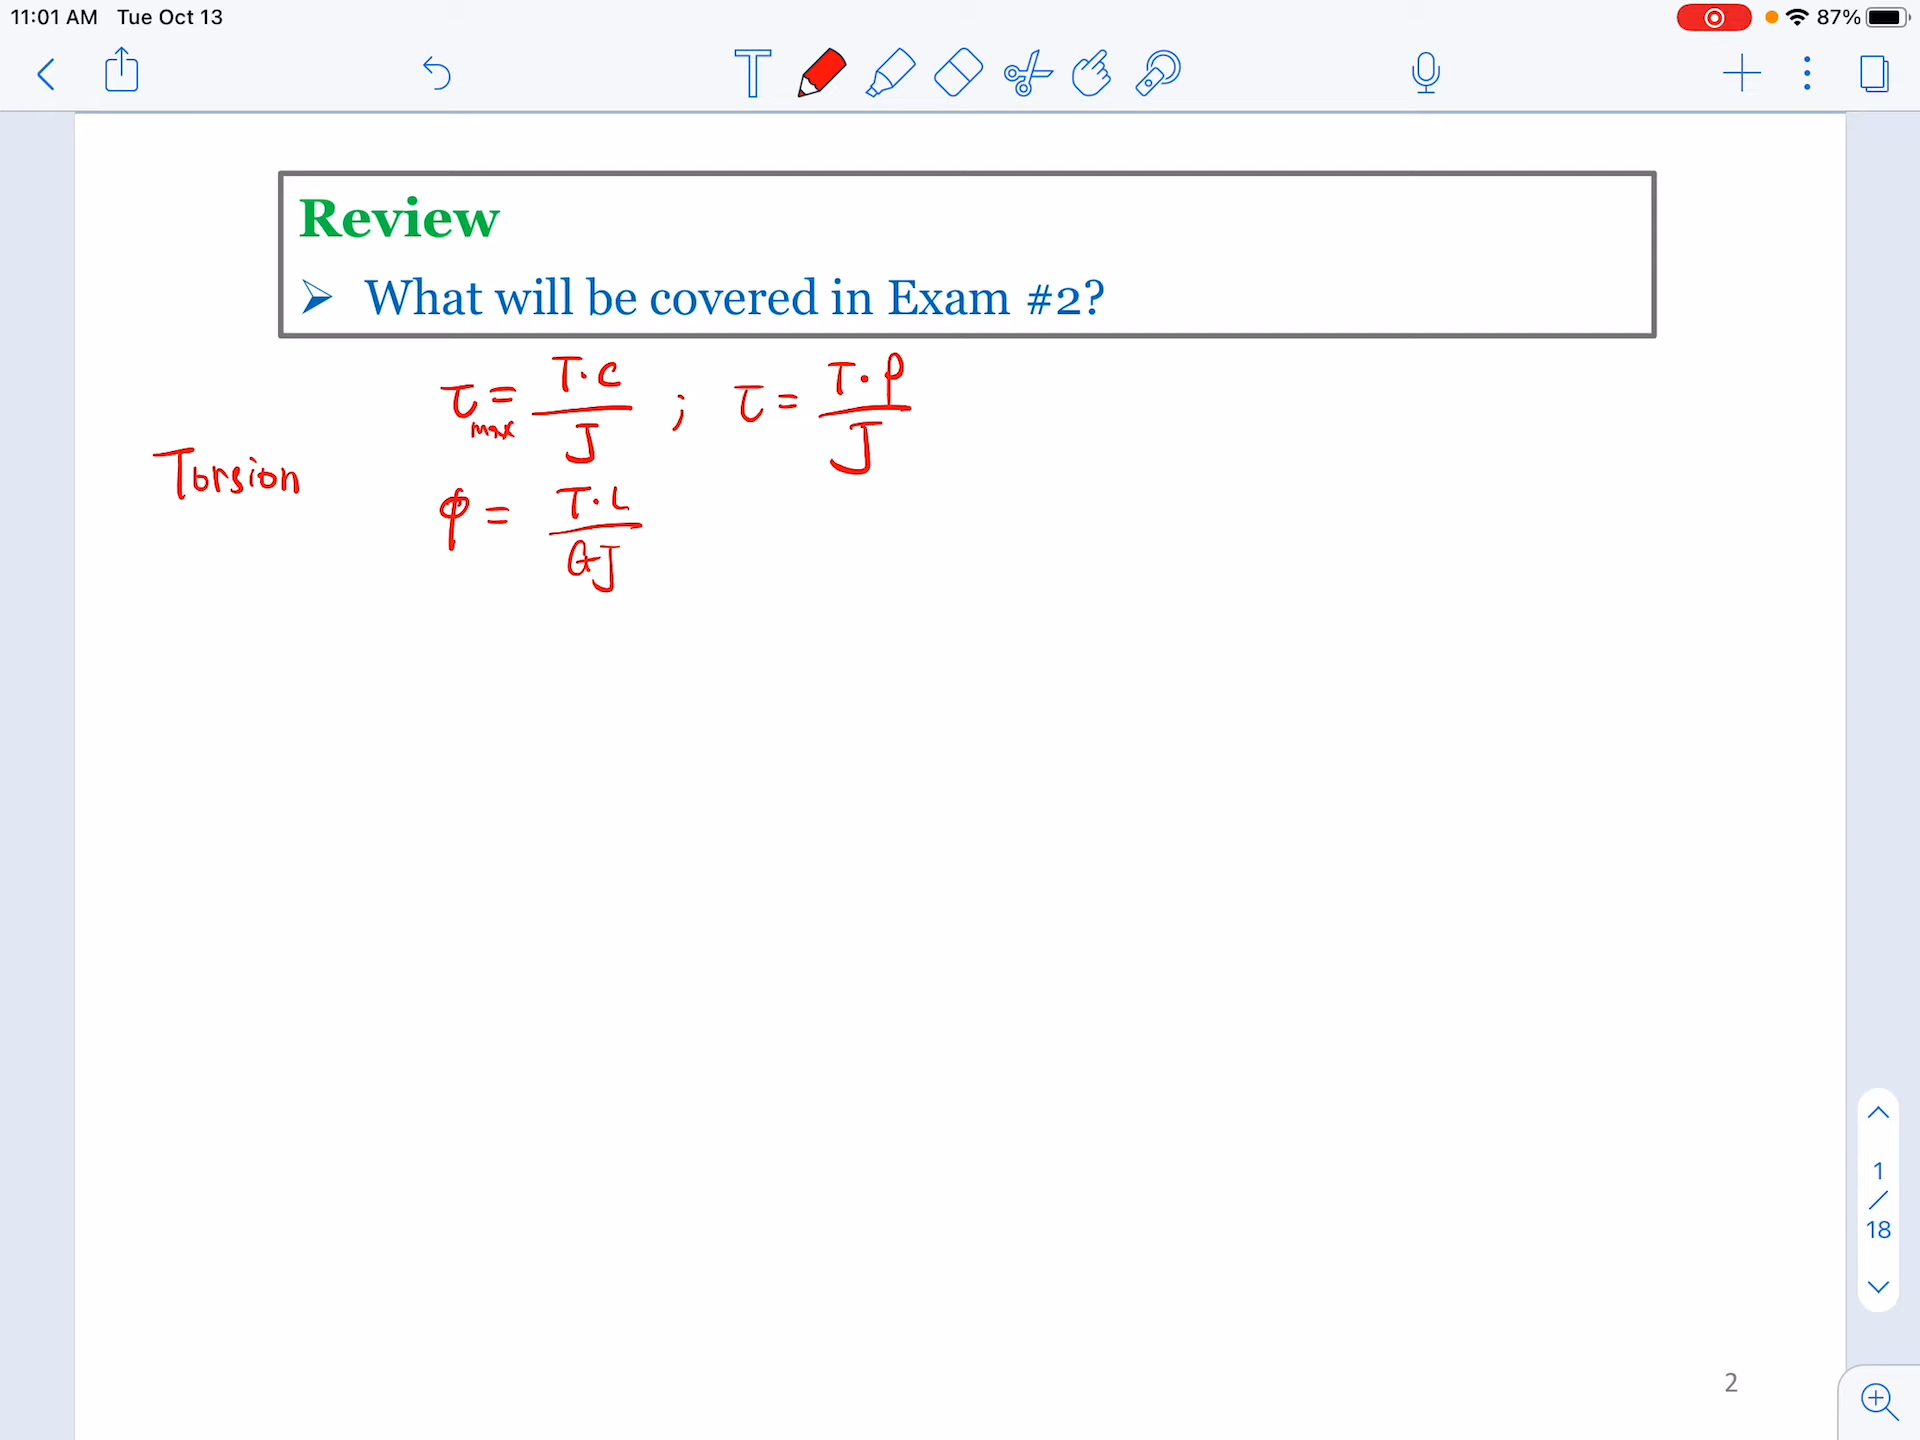 11:01 AM Tue Oct 13
87%
Review
➢ What will be covered in Exam #2?
τ_max = T·c / J ; τ = T·ρ / J
Torsion
φ = T·L / GJ
1
/
18
2